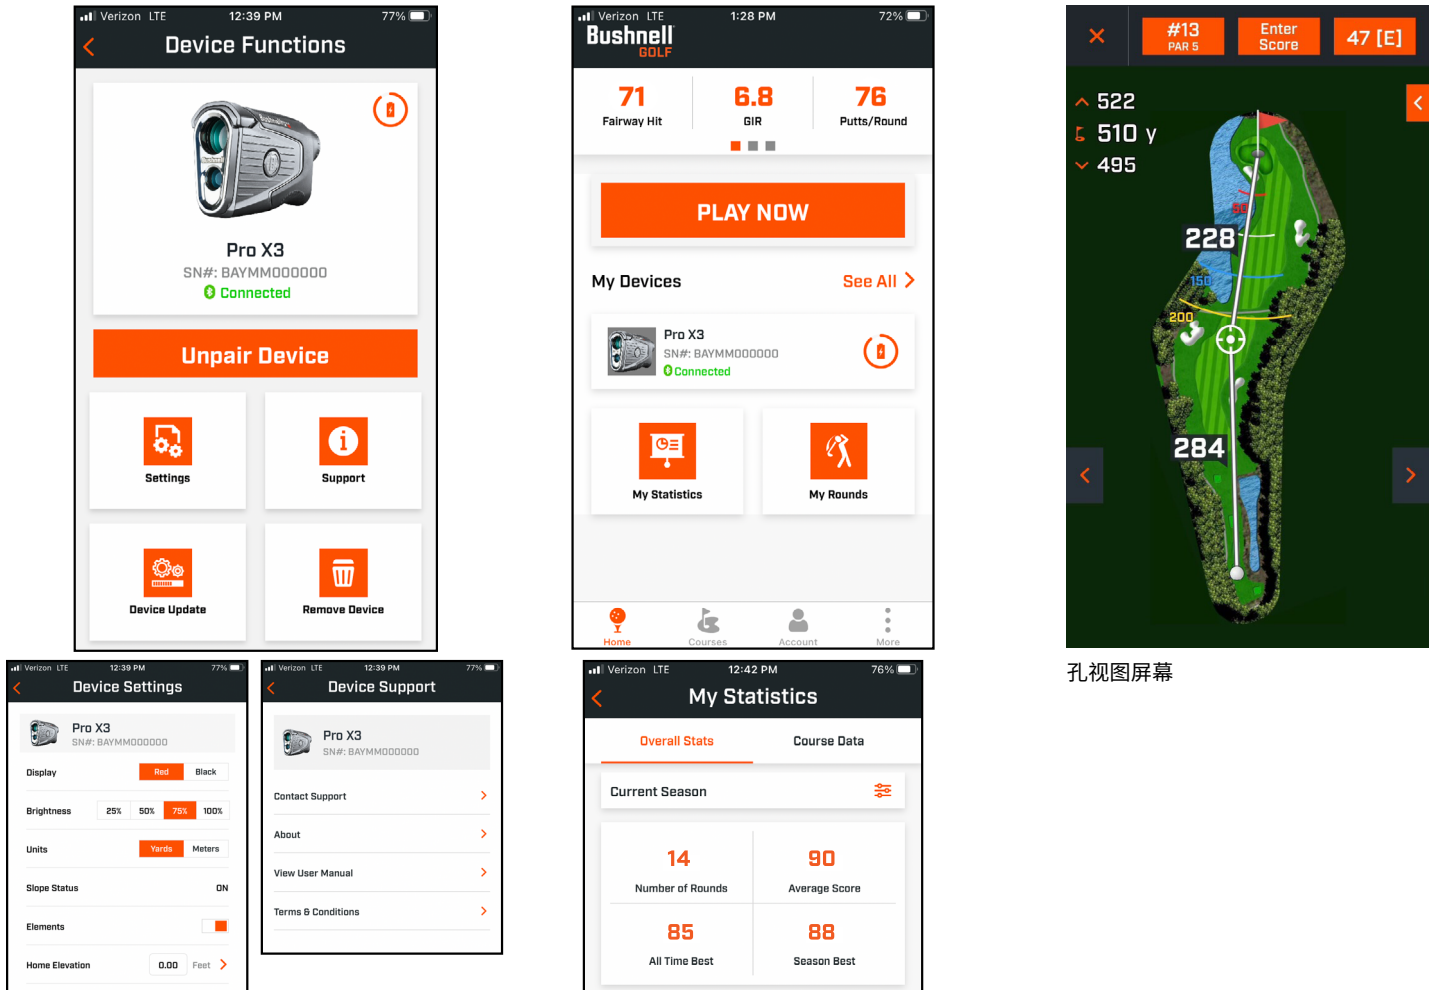 Verizon LTE 12:39 PM 77%
Device Functions
Pro X3
SN#: BAYMM000000
Connected
Unpair Device
Settings
Support
Device Update
Remove Device
Verizon LTE 1:28 PM 72%
Bushnell
GOLF
71 6.8 76
Fairway Hit GIR Putts/Round
PLAY NOW
My Devices See All
Pro X3
SN#: BAYMM000000
Connected
My Statistics My Rounds
Home Courses Account More
#13
PAR 5
Enter
Score
47 [E]
522
510 y
495
228
150
200
284
孔视图屏幕
Verizon LTE 12:39 PM 77%
Device Settings
Pro X3
SN#: BAYMM000000
Display Red Black
Brightness 25% 50% 75% 100%
Units Yards Meters
Slope Status ON
Elements
Home Elevation 0.00 Feet
Verizon LTE 12:39 PM 77%
Device Support
Pro X3
SN#: BAYMM000000
Contact Support
About
View User Manual
Terms & Conditions
Verizon LTE 12:42 PM 76%
My Statistics
Overall Stats Course Data
Current Season
14 90
Number of Rounds Average Score
85 88
All Time Best Season Best